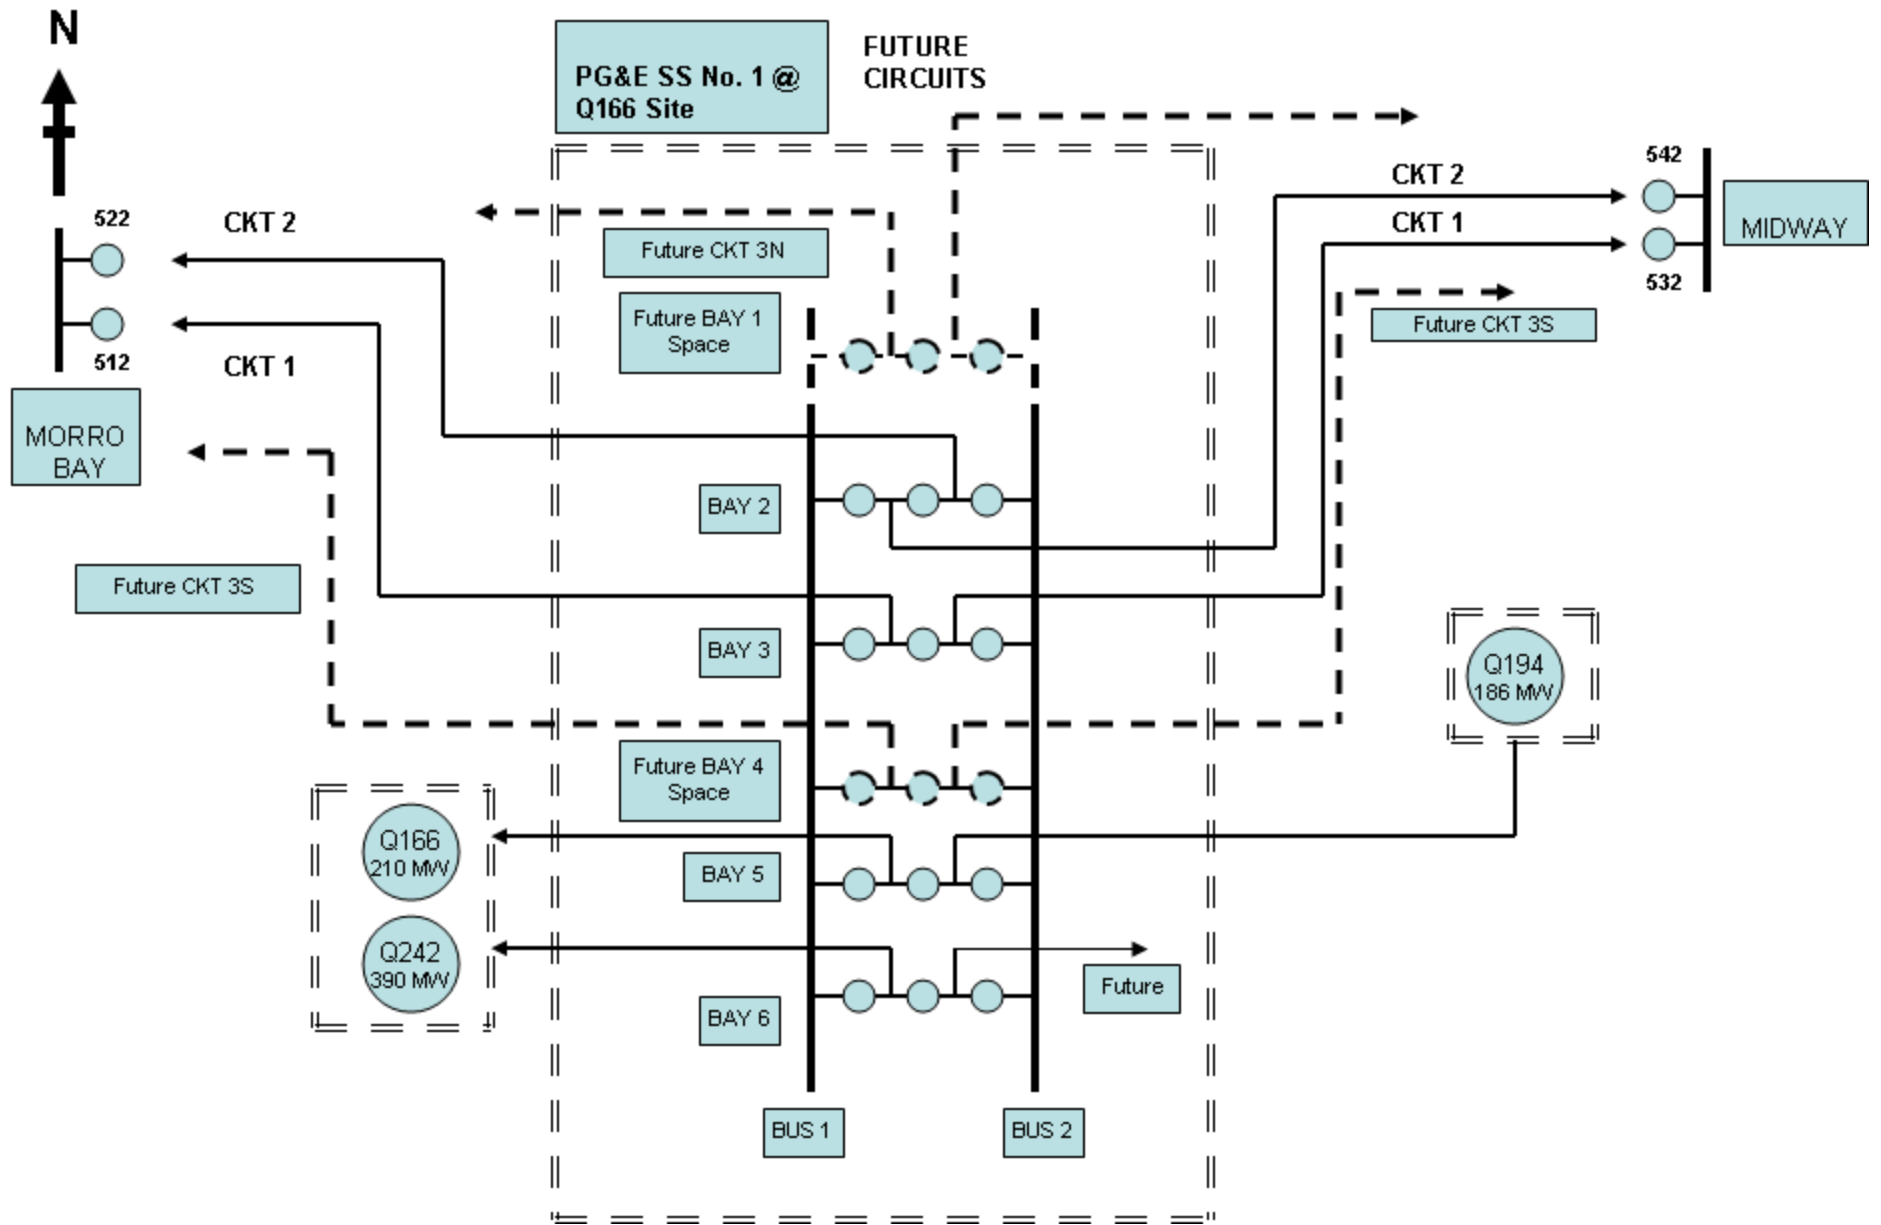 N
PG&E SS No. 1 @
Q166 Site
FUTURE
CIRCUITS
522
CKT 2
512
CKT 1
MORRO
BAY
Future CKT 3N
Future BAY 1
Space
CKT 2
CKT 1
542
532
MIDWAY
Future CKT 3S
BAY 2
Future CKT 3S
BAY 3
Q194
186 MW
Future BAY 4
Space
Q166
210 MW
BAY 5
Q242
390 MW
BAY 6
Future
BUS 1
BUS 2